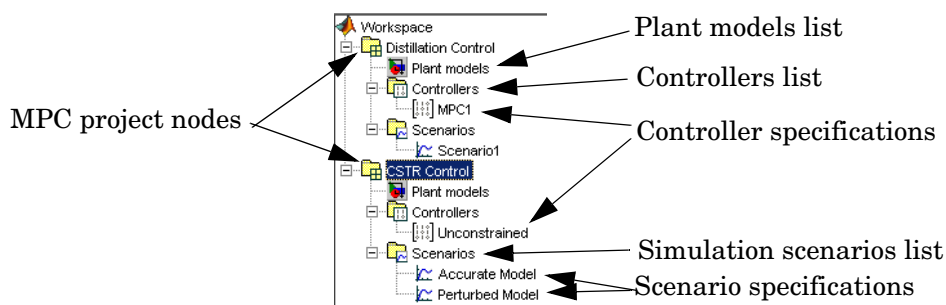 Workspace
Distillation Control
Plant models
Controllers
MPC1
Scenarios
Scenario1
CSTR Control
Plant models
Controllers
Unconstrained
Scenarios
Accurate Model
Perturbed Model
MPC project nodes
Plant models list
Controllers list
Controller specifications
Simulation scenarios list
Scenario specifications